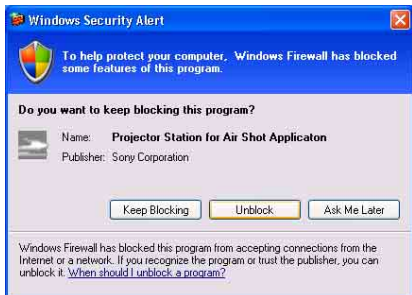 Windows Security Alert
To help protect your computer, Windows Firewall has blocked
some features of this program.
Do you want to keep blocking this program?
Name: Projector Station for Air Shot Applicaton
Publisher: Sony Corporation
Keep Blocking Unblock Ask Me Later
Windows Firewall has blocked this program from accepting connections from the
Internet or a network. If you recognize the program or trust the publisher, you can
unblock it. When should I unblock a program?